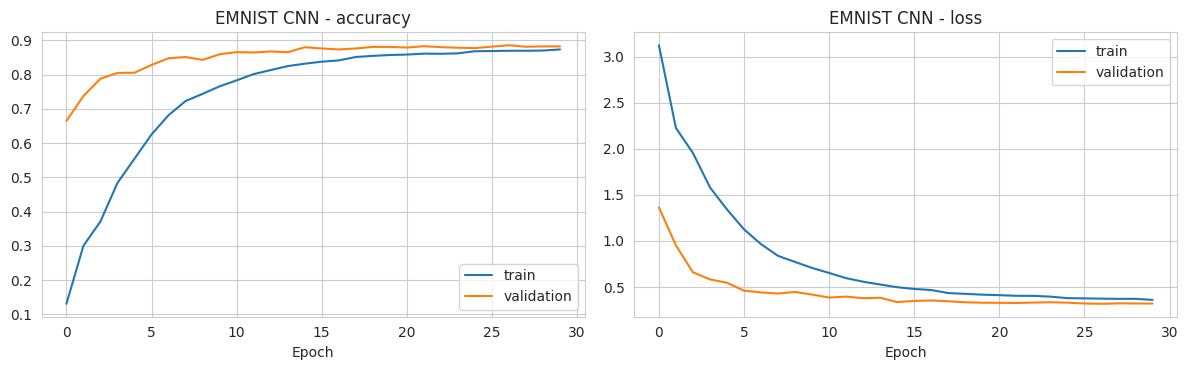 EMNIST CNN - accuracy
0.9
0.8
0.7
0.6
0.5
0.4
0.3
0.2
0.1
train
validation
0 5 10 15 20 25 30
Epoch
EMNIST CNN - loss
3.0
2.5
2.0
1.5
1.0
0.5
train
validation
0 5 10 15 20 25 30
Epoch